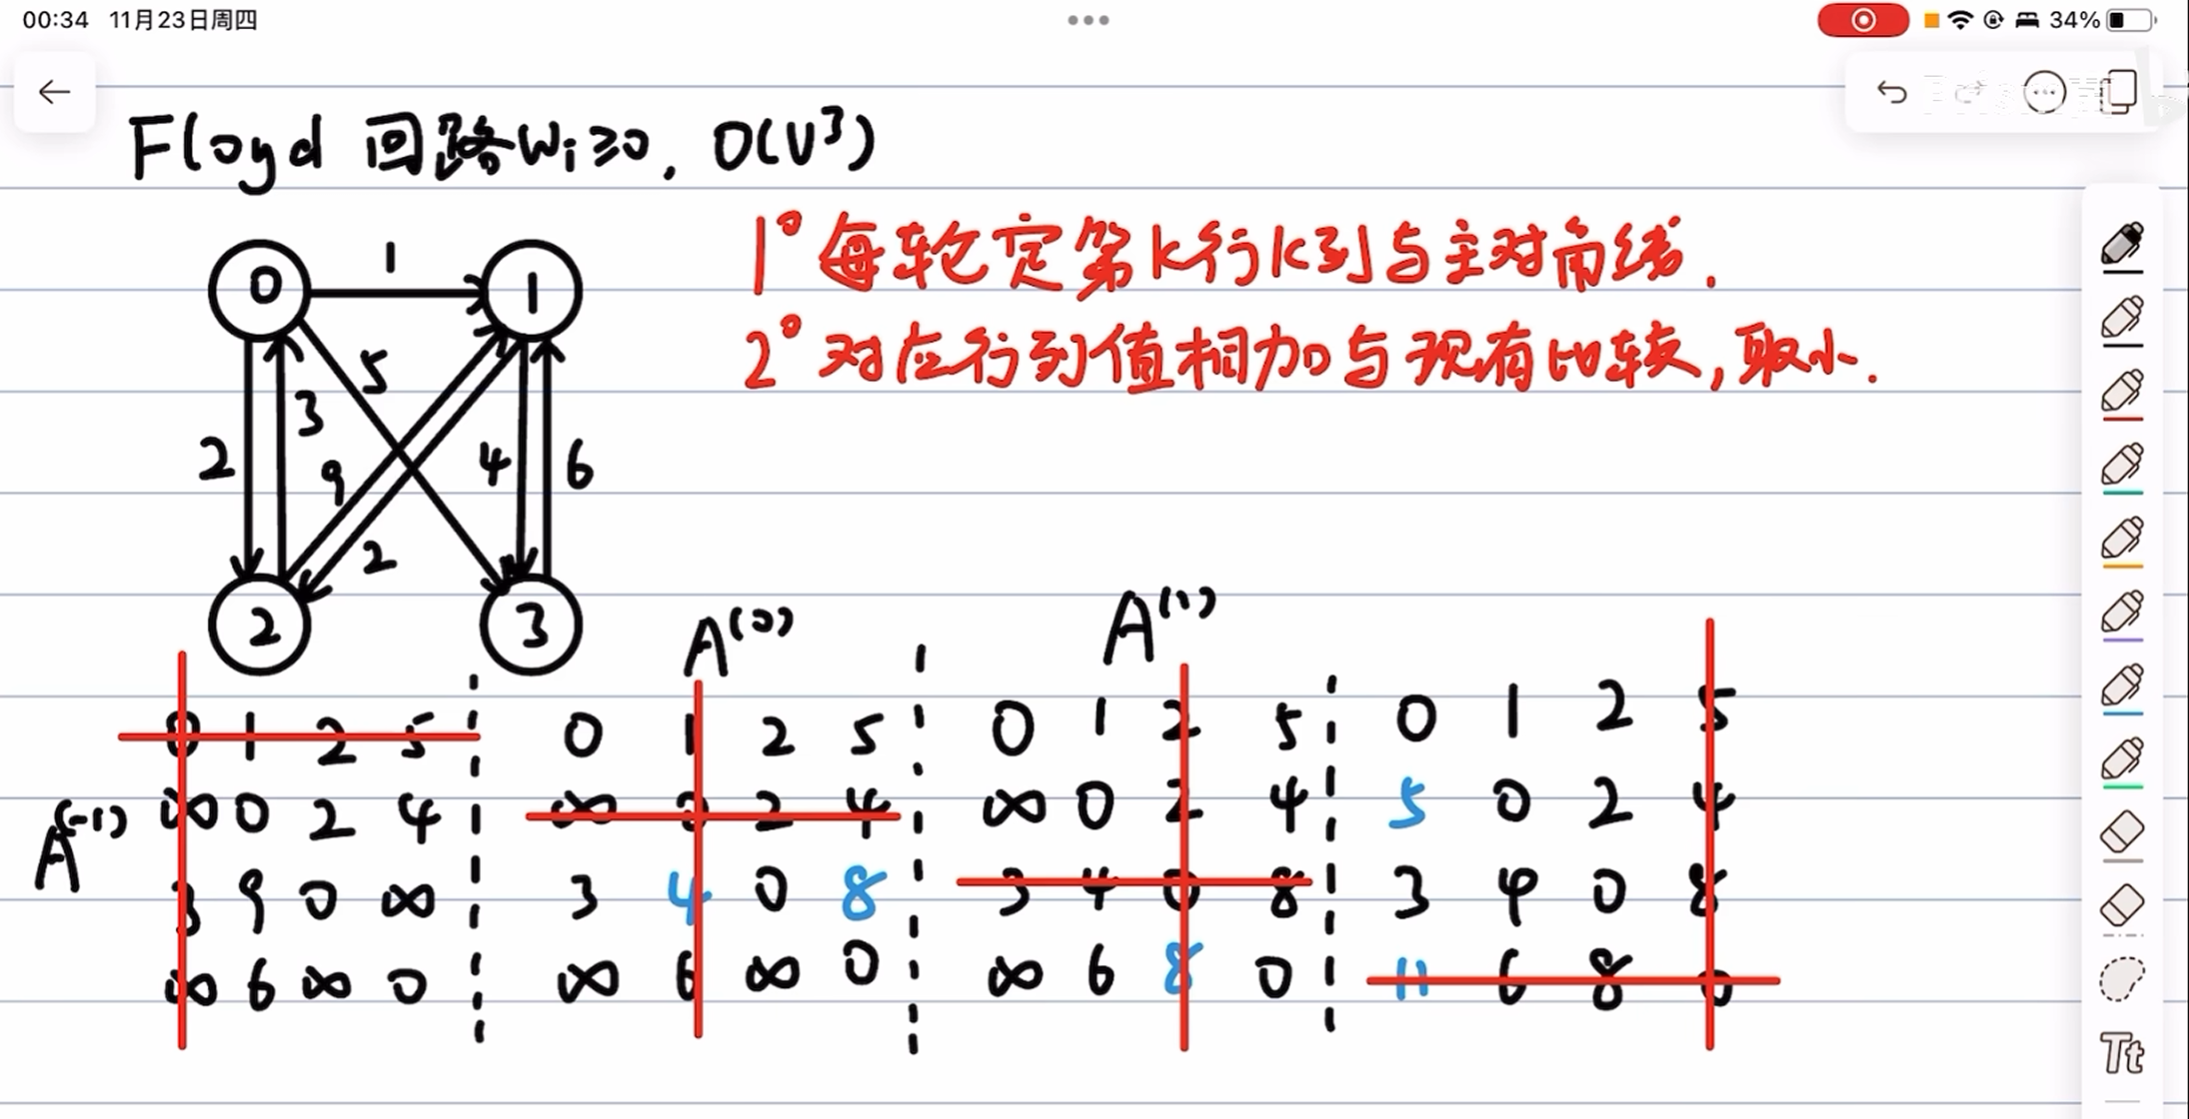 00:34 11月23日周四
34%
Floyd 回路Wi≥0, O(V³)
1° 每轮定第k行k列与主对角线.
2° 对应行列值相加与现有比较,取小.
0 1 1
5
2 3 9 4 6
2
2 3
A⁽⁰⁾ A⁽¹⁾
0 1 2 5 0 1 2 5 0 1 2 5 0 1 2 5
A⁽⁻¹⁾ ∞ 0 2 4 ∞ 0 2 4 ∞ 0 2 4 5 0 2 4
3 9 0 ∞ 3 4 0 8 3 4 0 8 3 4 0 8
∞ 6 ∞ 0 ∞ 6 ∞ 0 ∞ 6 8 0 11 6 8 0
Tt